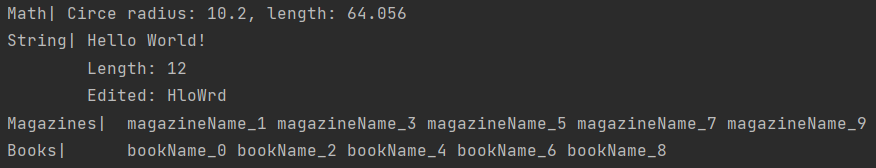 Math| Circe radius: 10.2, length: 64.056
String| Hello World!
Length: 12
Edited: HloWrd
Magazines|  magazineName_1 magazineName_3 magazineName_5 magazineName_7 magazineName_9
Books|      bookName_0 bookName_2 bookName_4 bookName_6 bookName_8